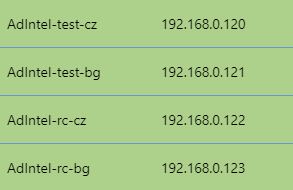 AdIntel-test-cz 192.168.0.120
AdIntel-test-bg 192.168.0.121
AdIntel-rc-cz 192.168.0.122
AdIntel-rc-bg 192.168.0.123